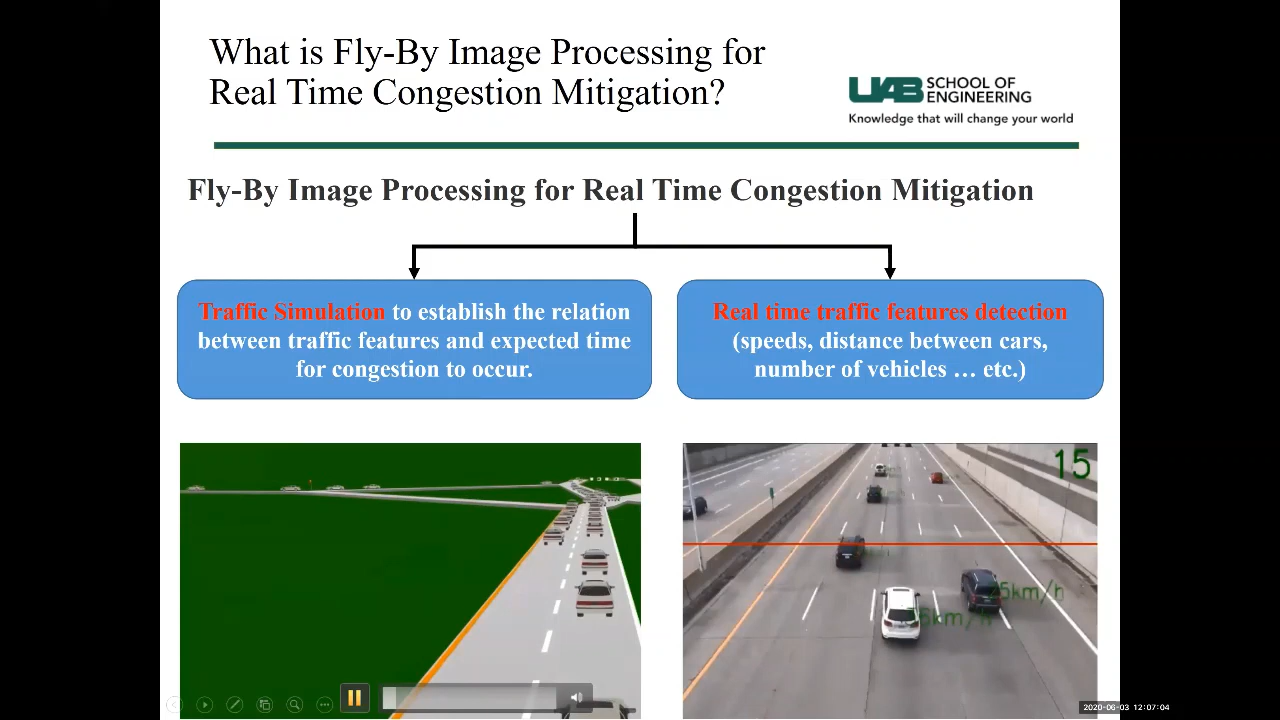 What is Fly-By Image Processing for
Real Time Congestion Mitigation?
UAB SCHOOL OF
ENGINEERING
Knowledge that will change your world
Fly-By Image Processing for Real Time Congestion Mitigation
Traffic Simulation to establish the relation
between traffic features and expected time
for congestion to occur.
Real time traffic features detection
(speeds, distance between cars,
number of vehicles … etc.)
15
km/h
km/h
2020-06-03 12:07:04